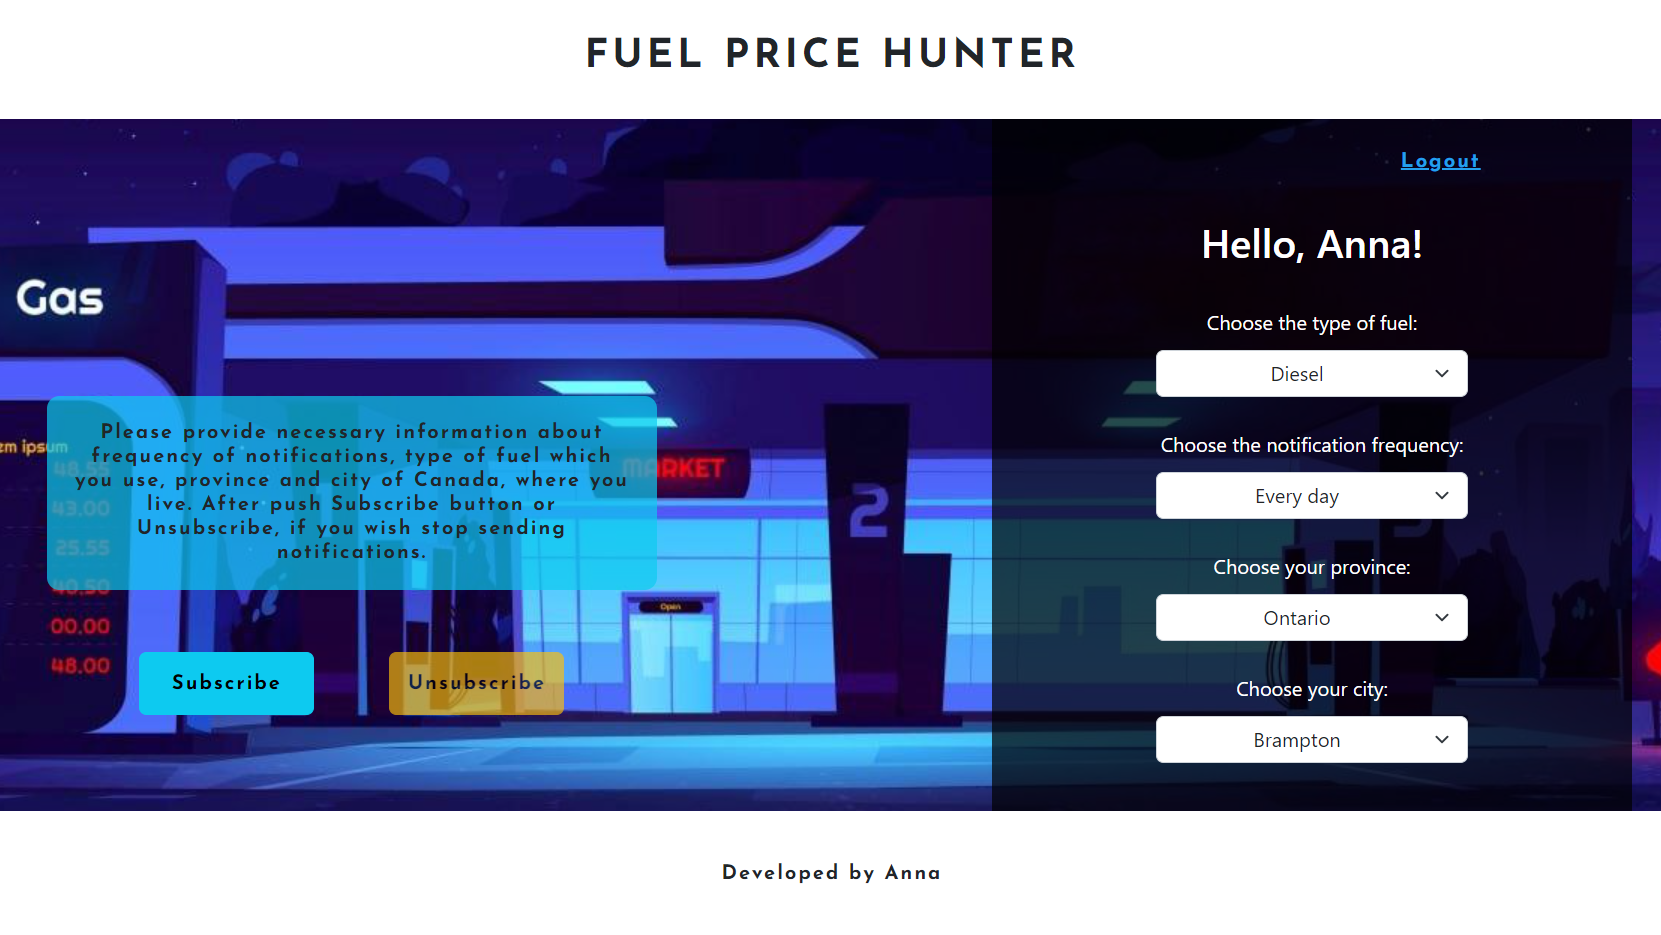 FUEL PRICE HUNTER
Logout
Hello, Anna!
Gas
Choose the type of fuel:
Diesel
Choose the notification frequency:
Every day
Choose your province:
Ontario
Choose your city:
Brampton
Please provide necessary information about
frequency of notifications, type of fuel which
you use, province and city of Canada, where you
live. After push Subscribe button or
Unsubscribe, if you wish stop sending
notifications.
ipsum
48.55
43.00
25.55
40.50
00.00
48.00
MARKET
2
Open
Subscribe
Unsubscribe
Developed by Anna